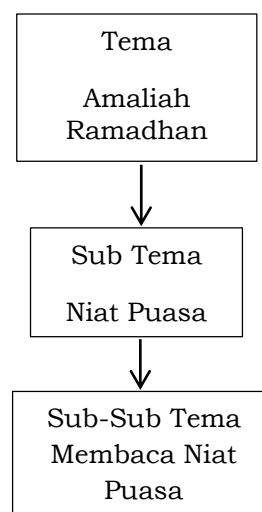 Tema
Amaliah
Ramadhan
Sub Tema
Niat Puasa
Sub-Sub Tema
Membaca Niat
Puasa